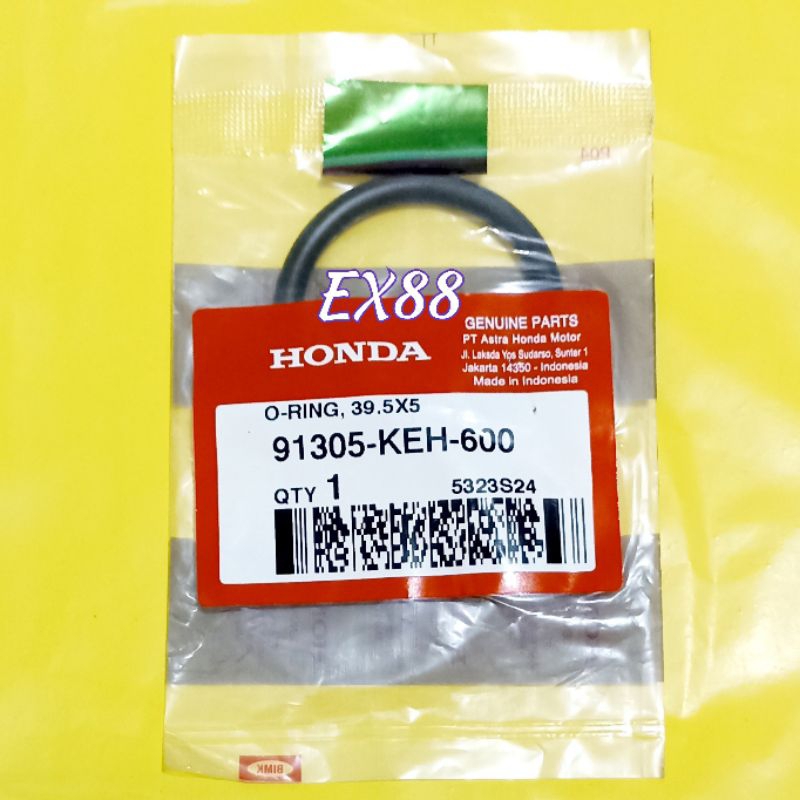 EX88
HONDA
GENUINE PARTS
PT Astra Honda Motor
Jl. Laksda Yos Sudarso, Sunter 1
Jakarta 14350 - Indonesia
Made in Indonesia
O-RING, 39.5X5
91305-KEH-600
QTY 1
5323S24
BIMK